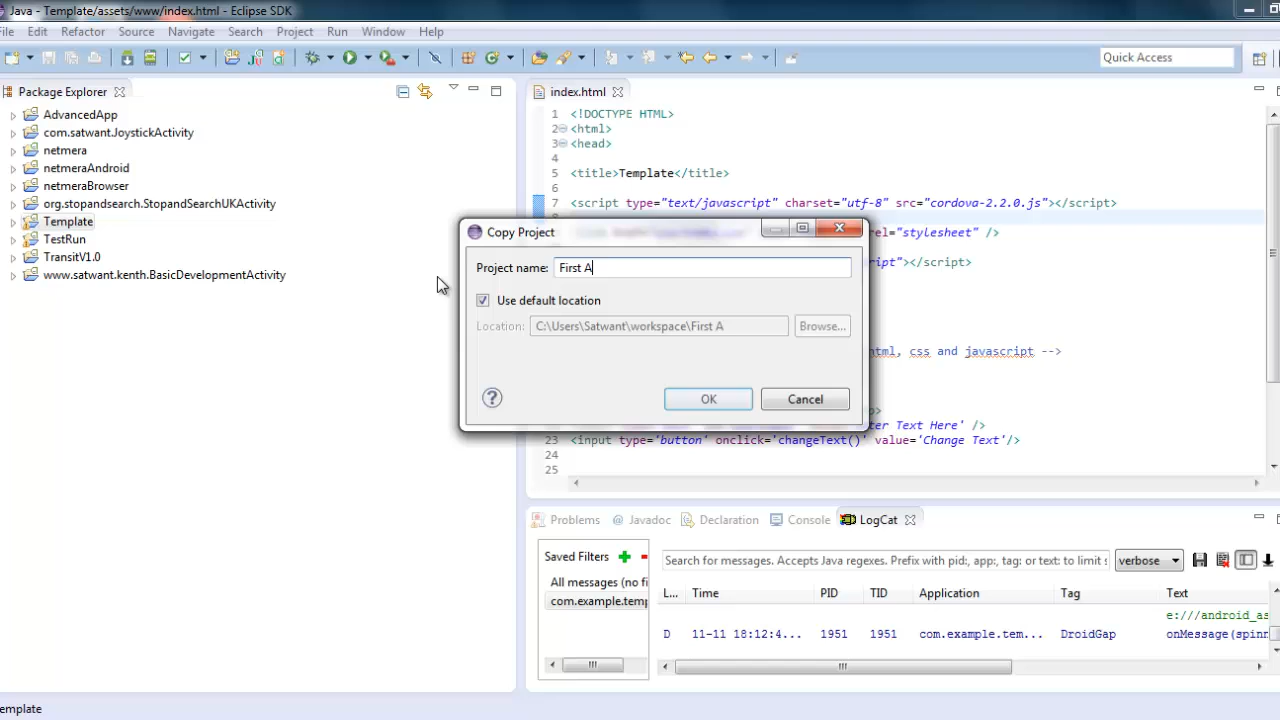 Java - Template/assets/www/index.html - Eclipse SDK
File Edit Refactor Source Navigate Search Project Run Window Help
Quick Access
Package Explorer
AdvancedApp
com.satwant.JoystickActivity
netmera
netmeraAndroid
netmeraBrowser
org.stopandsearch.StopandSearchUKActivity
Template
TestRun
TransitV1.0
www.satwant.kenth.BasicDevelopmentActivity
index.html
1 <!DOCTYPE HTML>
2 <html>
3 <head>
4
5 <title>Template</title>
6
7 <script type="text/javascript" charset="utf-8" src="cordova-2.2.0.js"></script>
rel="stylesheet" />
ript"></script>
html, css and javascript -->
p>
ter Text Here' />
23 <input type='button' onclick='changeText()' value='Change Text'/>
24
25
Copy Project
Project name: First A
Use default location
Location: C:\Users\Satwant\workspace\First A Browse...
? OK Cancel
Problems @ Javadoc Declaration Console LogCat
Saved Filters
All messages (no fi
com.example.temp
Search for messages. Accepts Java regexes. Prefix with pid:, app:, tag: or text: to limit s verbose
L... Time PID TID Application Tag Text
e:///android_as
D 11-11 18:12:4... 1951 1951 com.example.tem... DroidGap onMessage(spinn
emplate